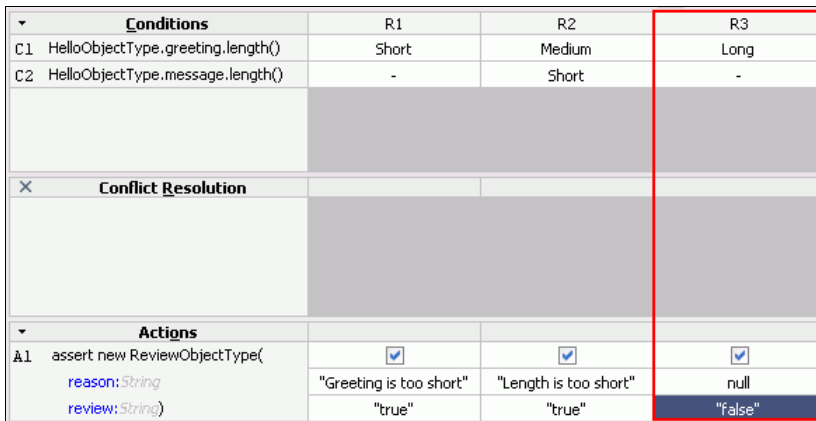 Conditions R1 R2 R3
C1 HelloObjectType.greeting.length() Short Medium Long
C2 HelloObjectType.message.length() - Short -
Conflict Resolution
Actions
A1 assert new ReviewObjectType(
reason:String "Greeting is too short" "Length is too short" null
review:String) "true" "true" "false"